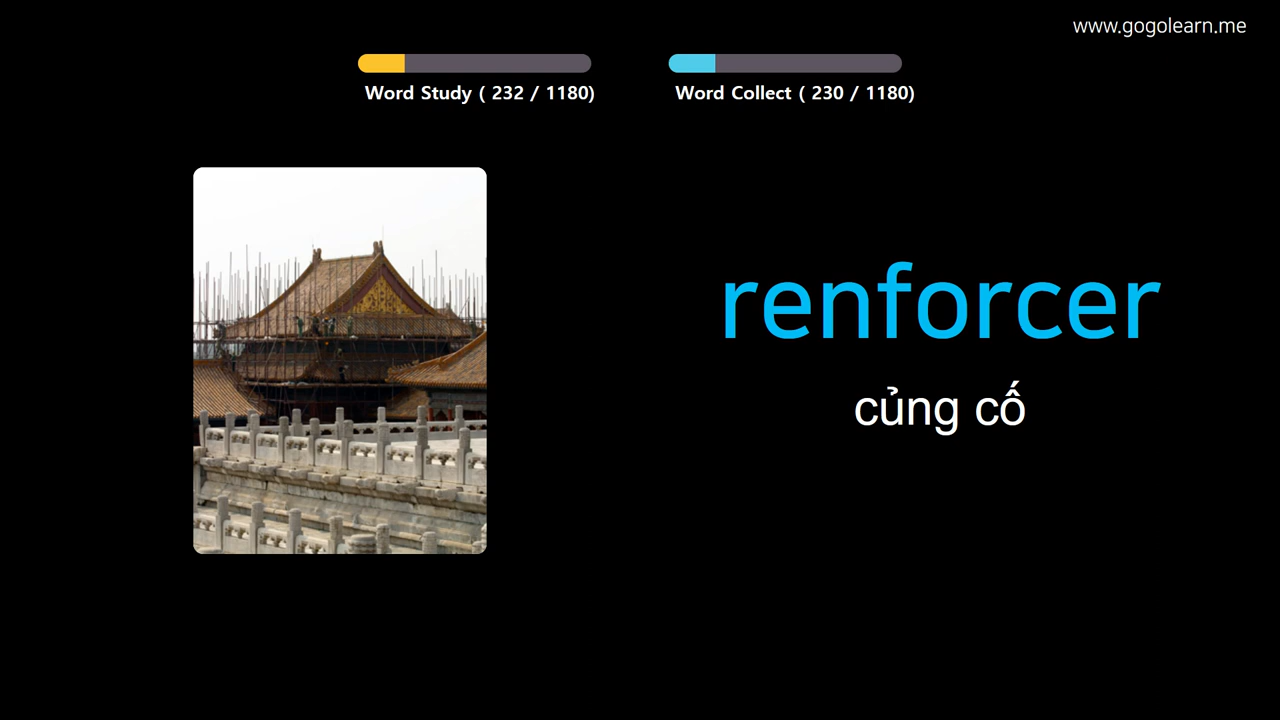 www.gogolearn.me
Word Study ( 232 / 1180)
Word Collect ( 230 / 1180)
renforcer
củng cố